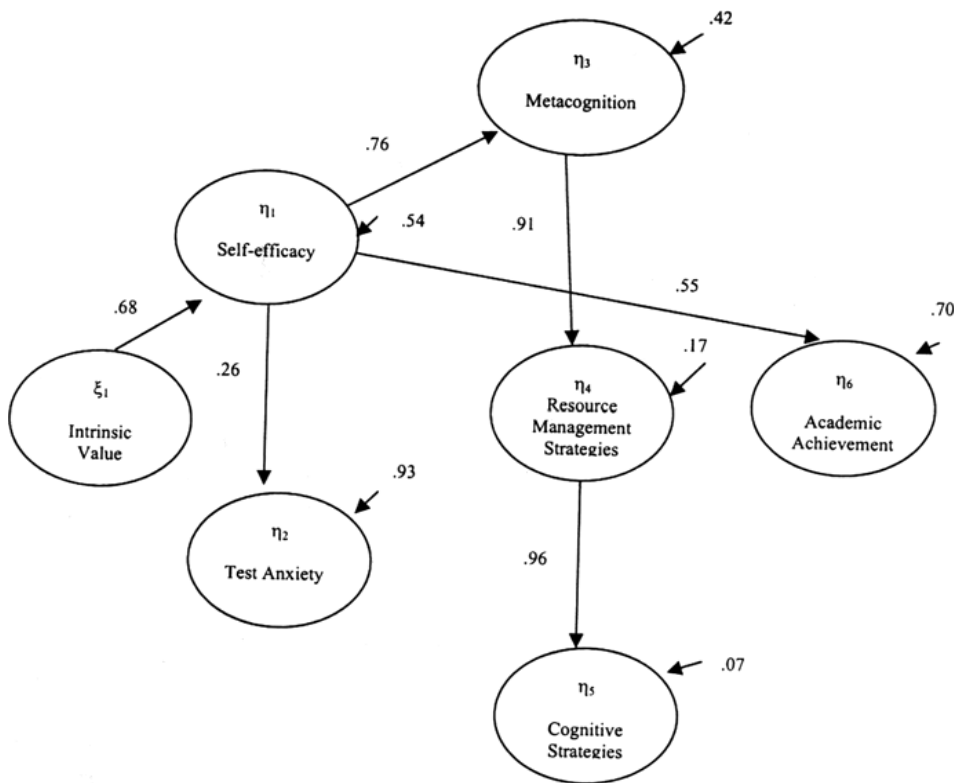 .42
η₃
Metacognition
.76
η₁
Self-efficacy
.54
.91
.55
.68
.26
.70
.17
ξ₁
Intrinsic
Value
η₄
Resource
Management
Strategies
η₆
Academic
Achievement
.93
η₂
Test Anxiety
.96
.07
η₅
Cognitive
Strategies